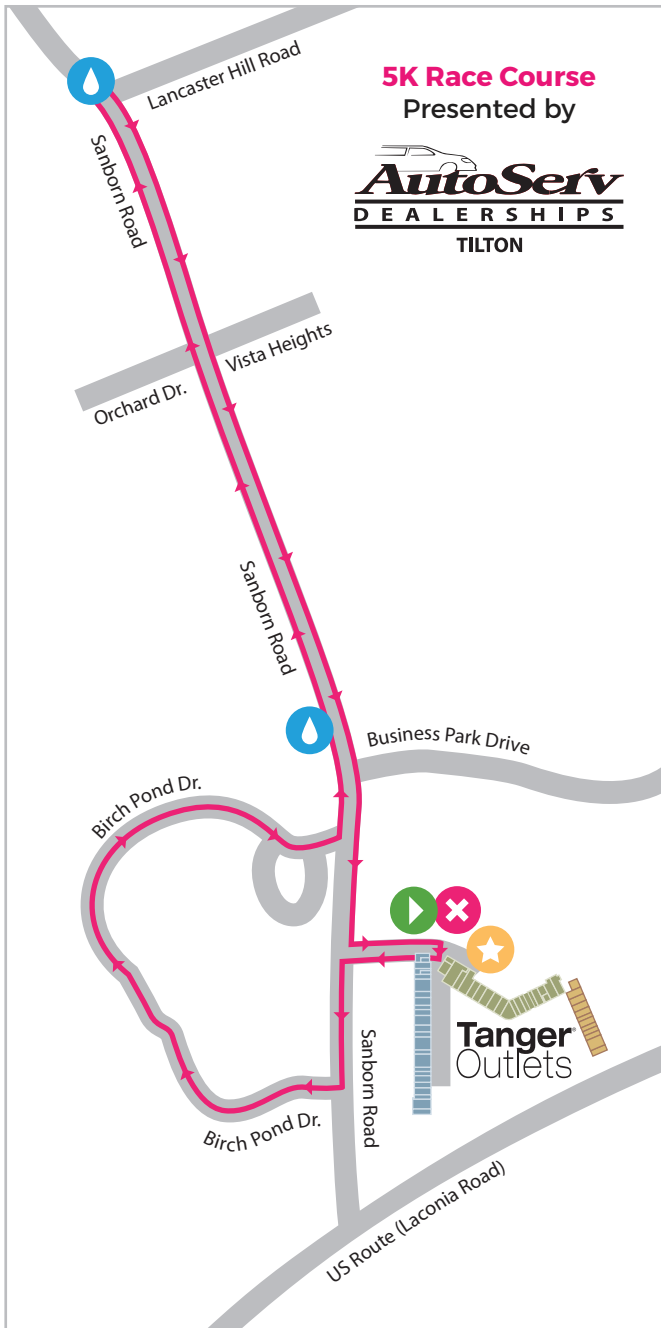 5K Race Course
Presented by
AutoServ
DEALERSHIPS
TILTON
Lancaster Hill Road
Sanborn Road
Vista Heights
Orchard Dr.
Sanborn Road
Business Park Drive
Birch Pond Dr.
Tanger®
Outlets
Sanborn Road
Birch Pond Dr.
US Route (Laconia Road)